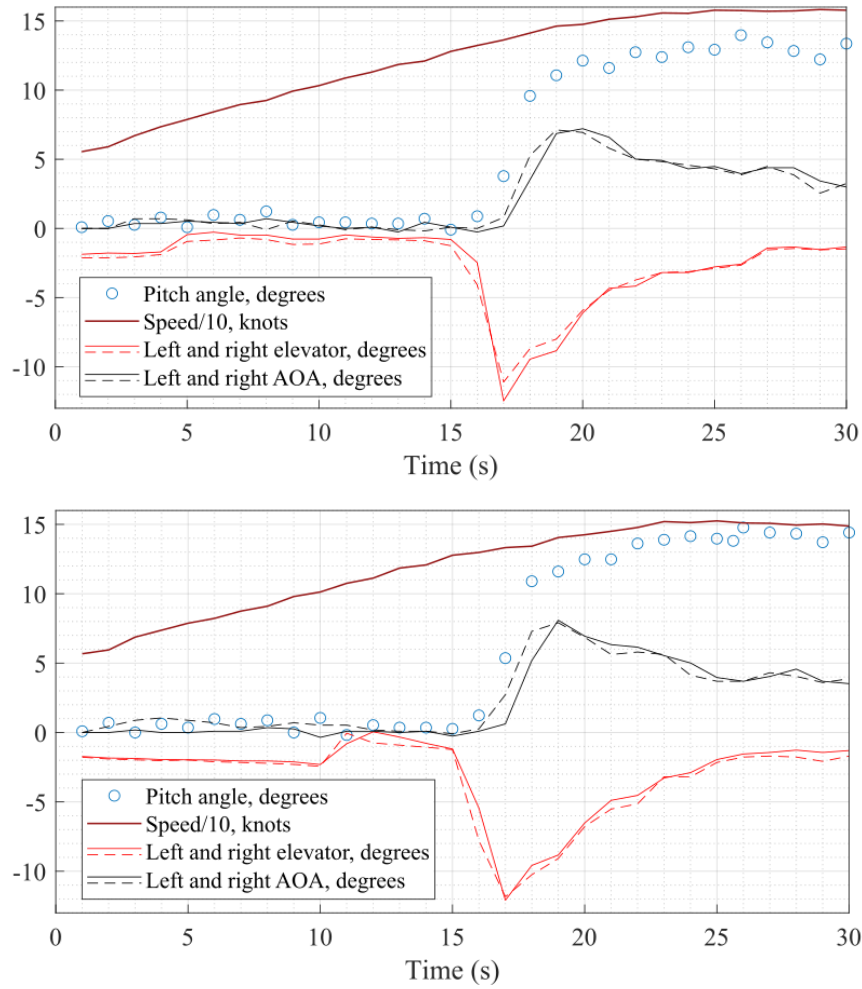 15
10
5
0
-5
-10
Pitch angle, degrees
Speed/10, knots
Left and right elevator, degrees
Left and right AOA, degrees
0 5 10 15 20 25 30
Time (s)
15
10
5
0
-5
-10
Pitch angle, degrees
Speed/10, knots
Left and right elevator, degrees
Left and right AOA, degrees
0 5 10 15 20 25 30
Time (s)